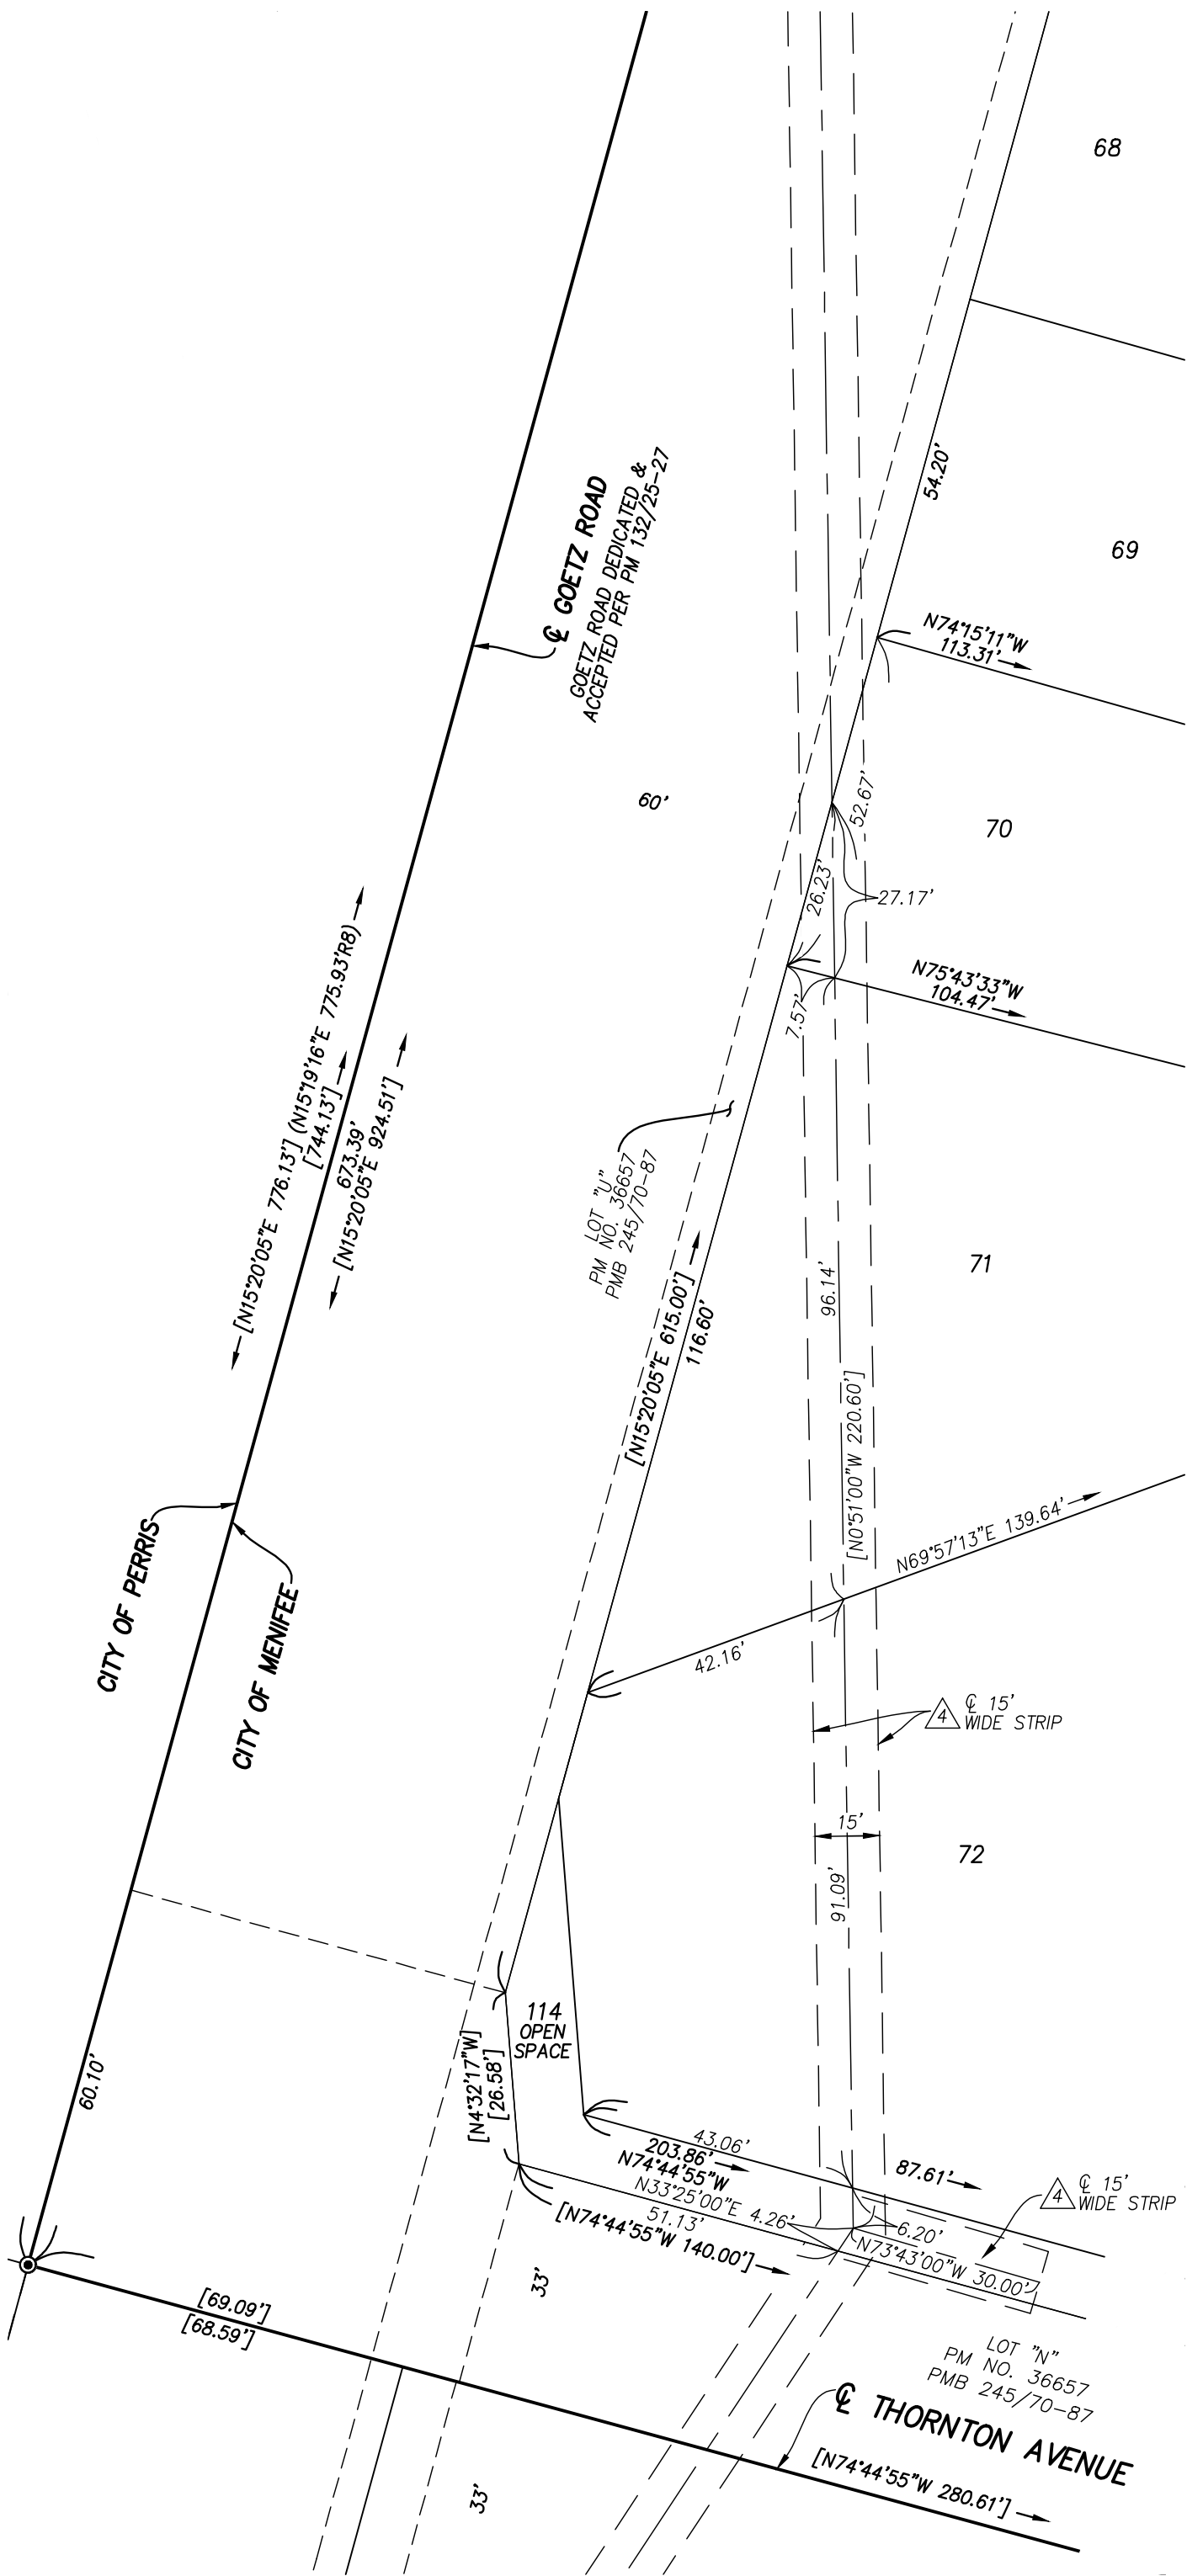 68
54.20'
69
℄ GOETZ ROAD
GOETZ ROAD DEDICATED &
ACCEPTED PER PM 132/25-27
N74°15'11"W
113.31'
60'
52.67'
70
26.23'
27.17'
N75°43'33"W
104.47'
7.57'
[N15°20'05"E 776.13'] (N15°19'16"E 775.93'R8)
[744.13']
673.39'
[N15°20'05"E 924.51']
LOT "U"
PM NO. 36657
PMB 245/70-87
71
96.14'
[N15°20'05"E 615.00']
116.60'
[N0°51'00"W 220.60']
N69°57'13"E 139.64'
CITY OF PERRIS
CITY OF MENIFEE
42.16'
4 ℄ 15'
WIDE STRIP
15'
72
91.09'
114
OPEN
SPACE
[N4°32'17"W]
[26.58']
60.10'
43.06'
203.86'
N74°44'55"W
87.61'
N33°25'00"E 4.26'
51.13'
[N74°44'55"W 140.00']
6.20'
N73°43'00"W 30.00'
4 ℄ 15'
WIDE STRIP
33'
[69.09']
[68.59']
LOT "N"
PM NO. 36657
PMB 245/70-87
℄ THORNTON AVENUE
[N74°44'55"W 280.61']
33'